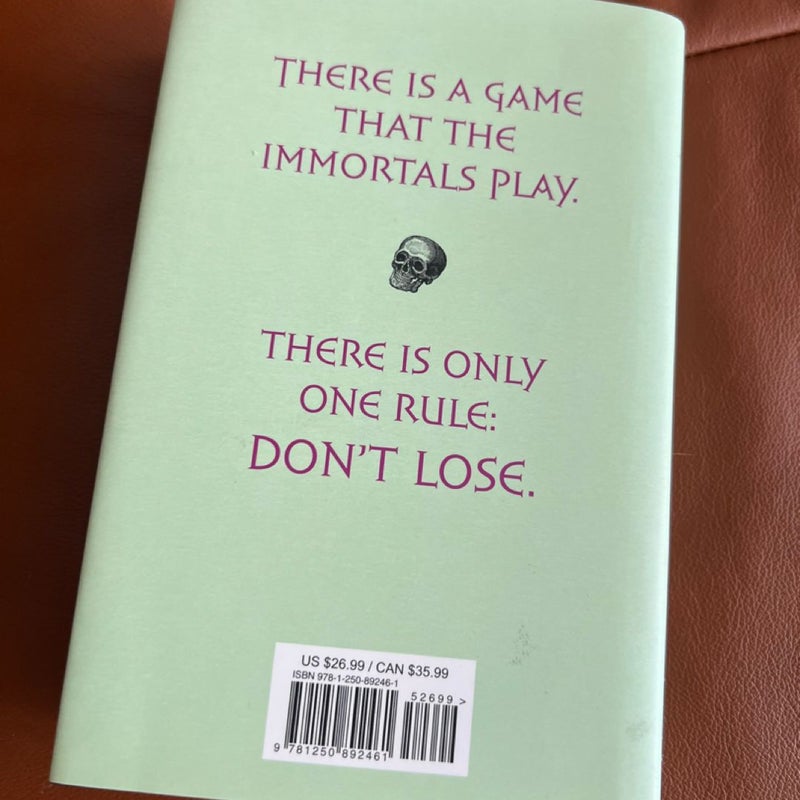 THERE IS A GAME
THAT THE
IMMORTALS PLAY.
THERE IS ONLY
ONE RULE:
DON'T LOSE.
US $26.99 / CAN $35.99
ISBN 978-1-250-89246-1
52699 >
9 781250 892461